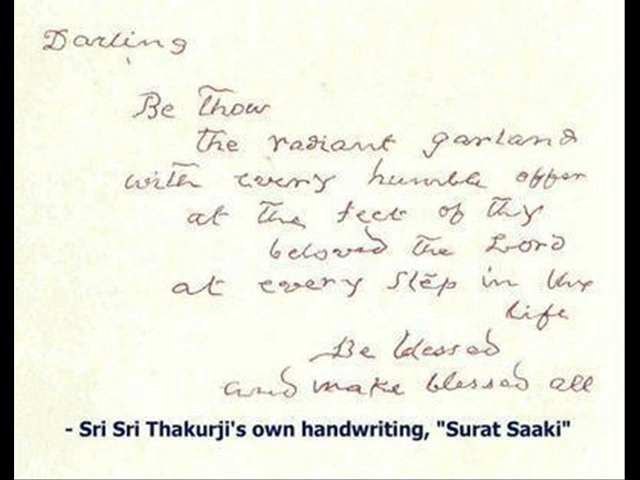 Darling
Be Thou
the radiant garland
with every humble offer
at the feet of Thy
beloved the Lord
at every step in thy
life
Be blessed
and make blessed all
- Sri Sri Thakurji's own handwriting, "Surat Saaki"